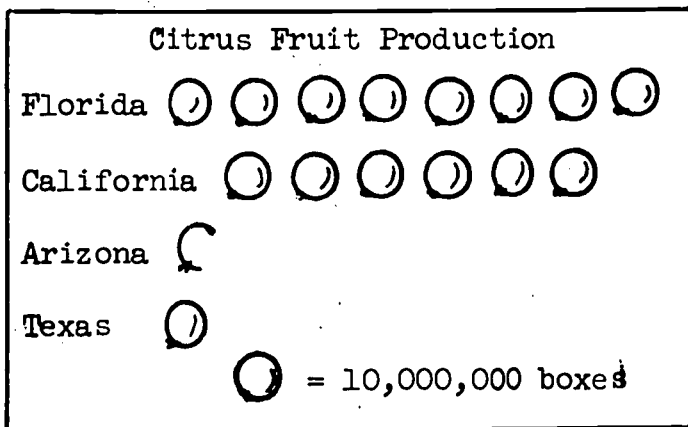 Citrus Fruit Production
Florida
California
Arizona
Texas
= 10,000,000 boxes